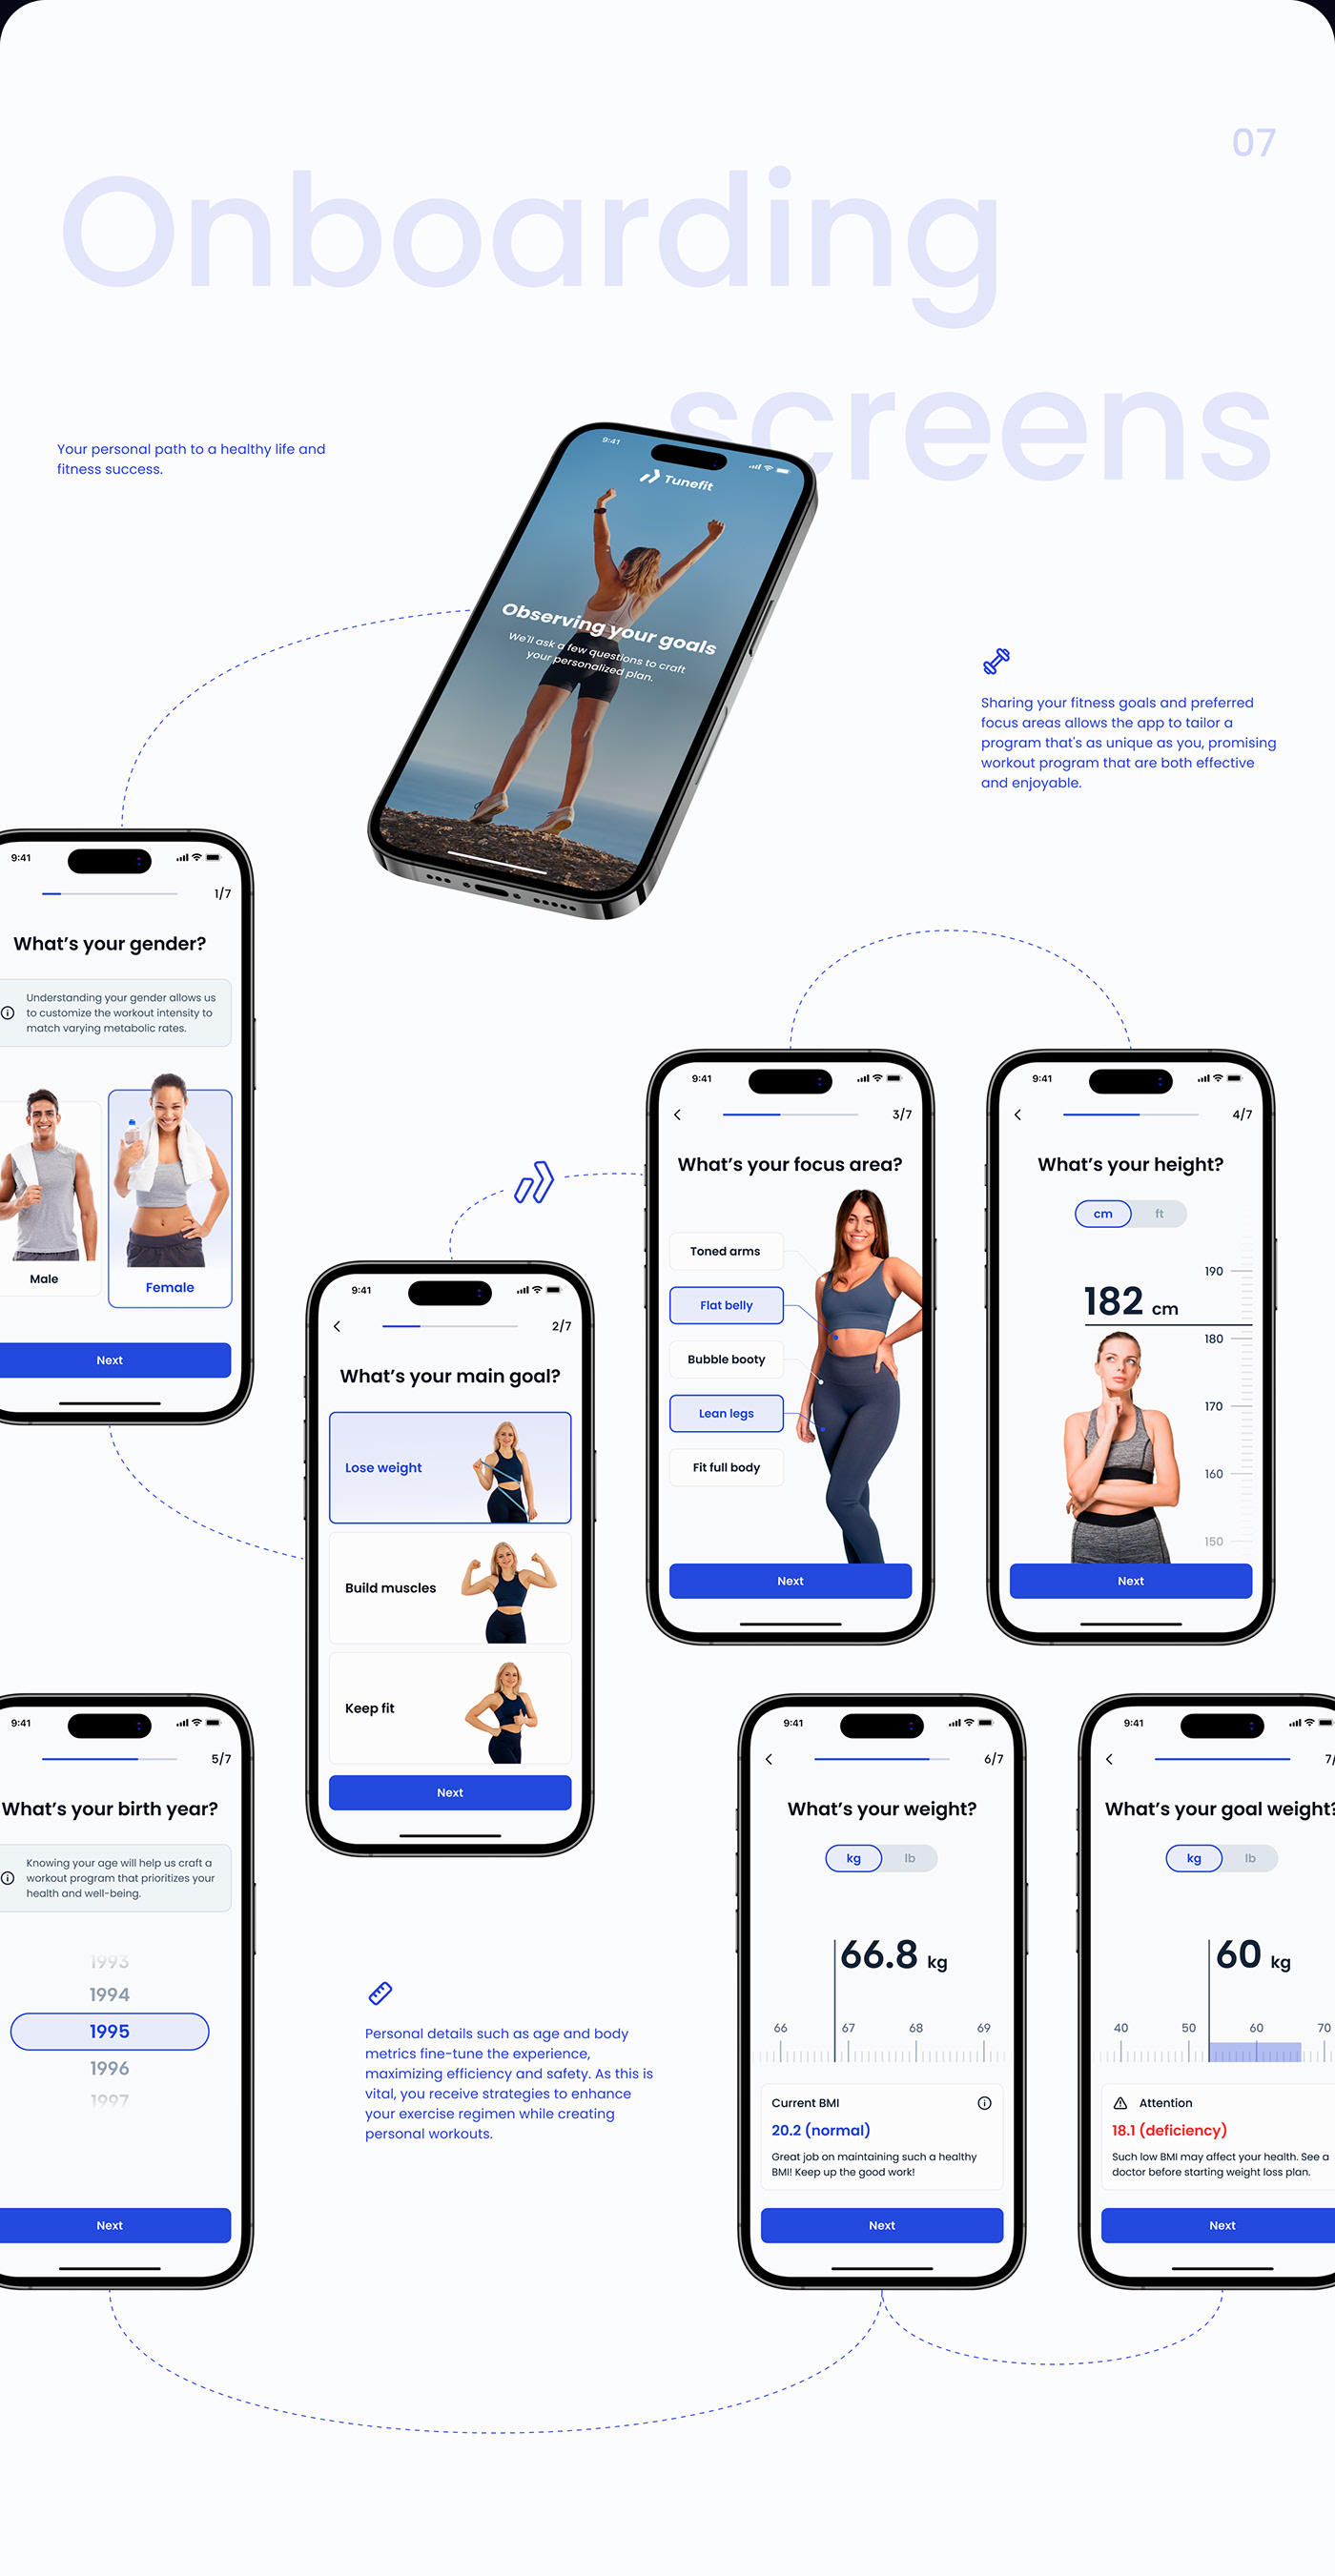 07
Onboarding
screens
Your personal path to a healthy life and
fitness success.
9:41
Tunefit
Observing your goals
We'll ask a few questions to craft
your personalized plan.
Sharing your fitness goals and preferred
focus areas allows the app to tailor a
program that's as unique as you, promising
workout program that are both effective
and enjoyable.
9:41
1/7
What's your gender?
Understanding your gender allows us
to customize the workout intensity to
match varying metabolic rates.
Male
Female
Next
9:41
2/7
What's your main goal?
Lose weight
Build muscles
Keep fit
Next
9:41
3/7
What's your focus area?
Toned arms
Flat belly
Bubble booty
Lean legs
Fit full body
Next
9:41
4/7
What's your height?
cm
ft
190
182 cm
180
170
160
150
Next
9:41
5/7
What's your birth year?
Knowing your age will help us craft a
workout program that prioritizes your
health and well-being.
1993
1994
1995
1996
1997
Next
Personal details such as age and body
metrics fine-tune the experience,
maximizing efficiency and safety. As this is
vital, you receive strategies to enhance
your exercise regimen while creating
personal workouts.
9:41
6/7
What's your weight?
kg
lb
66.8 kg
66
67
68
69
Current BMI
20.2 (normal)
Great job on maintaining such a healthy
BMI! Keep up the good work!
Next
9:41
7/
What's your goal weight?
kg
lb
60 kg
40
50
60
70
Attention
18.1 (deficiency)
Such low BMI may affect your health. See a
doctor before starting weight loss plan.
Next